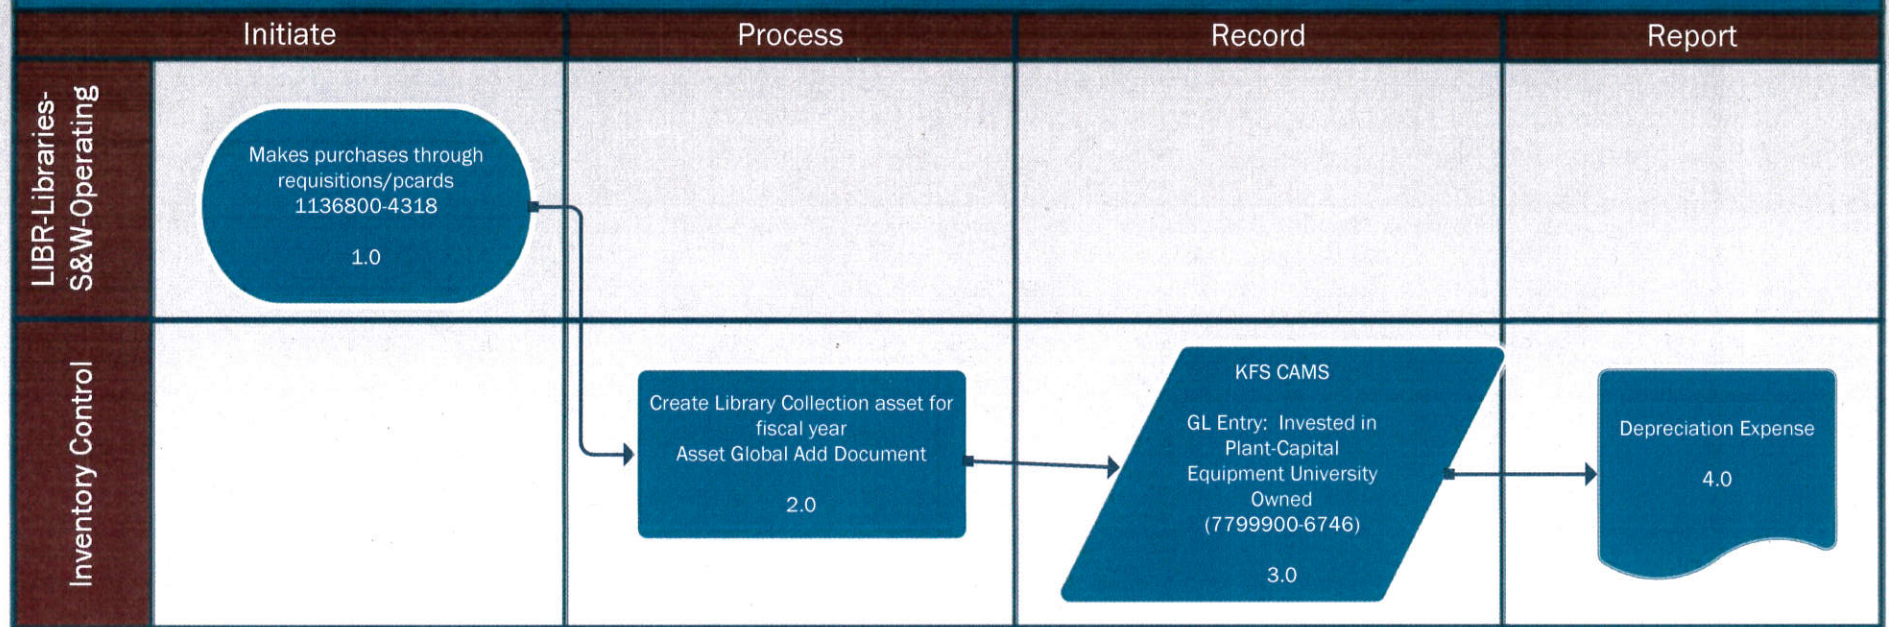 Initiate
Process
Record
Report
LIBR-Libraries-
S&W-Operating
Makes purchases through
requisitions/pcards
1136800-4318
1.0
Inventory Control
Create Library Collection asset for
fiscal year
Asset Global Add Document
2.0
KFS CAMS
GL Entry: Invested in
Plant-Capital
Equipment University
Owned
(7799900-6746)
3.0
Depreciation Expense
4.0